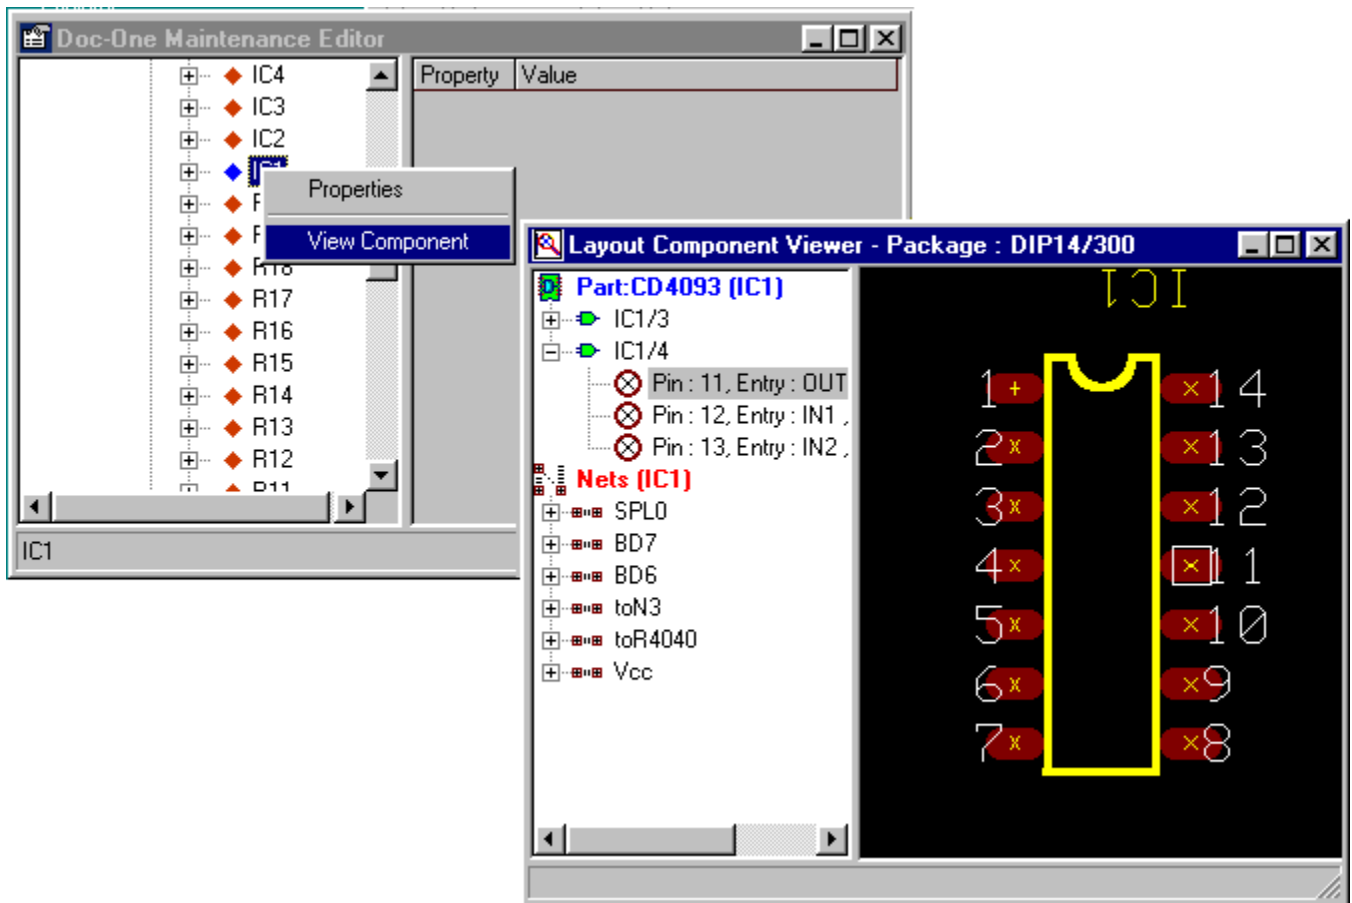 Doc-One Maintenance Editor
IC4
IC3
IC2
IC1
R18
R17
R16
R15
R14
R13
R12
R11
Property Value
Properties
View Component
IC1
Layout Component Viewer - Package : DIP14/300
Part:CD4093 (IC1)
IC1/3
IC1/4
Pin : 11, Entry : OUT
Pin : 12, Entry : IN1 ,
Pin : 13, Entry : IN2 ,
Nets (IC1)
SPL0
BD7
BD6
toN3
toR4040
Vcc
IC1
1 14
2 13
3 12
4 11
5 10
6 9
7 8